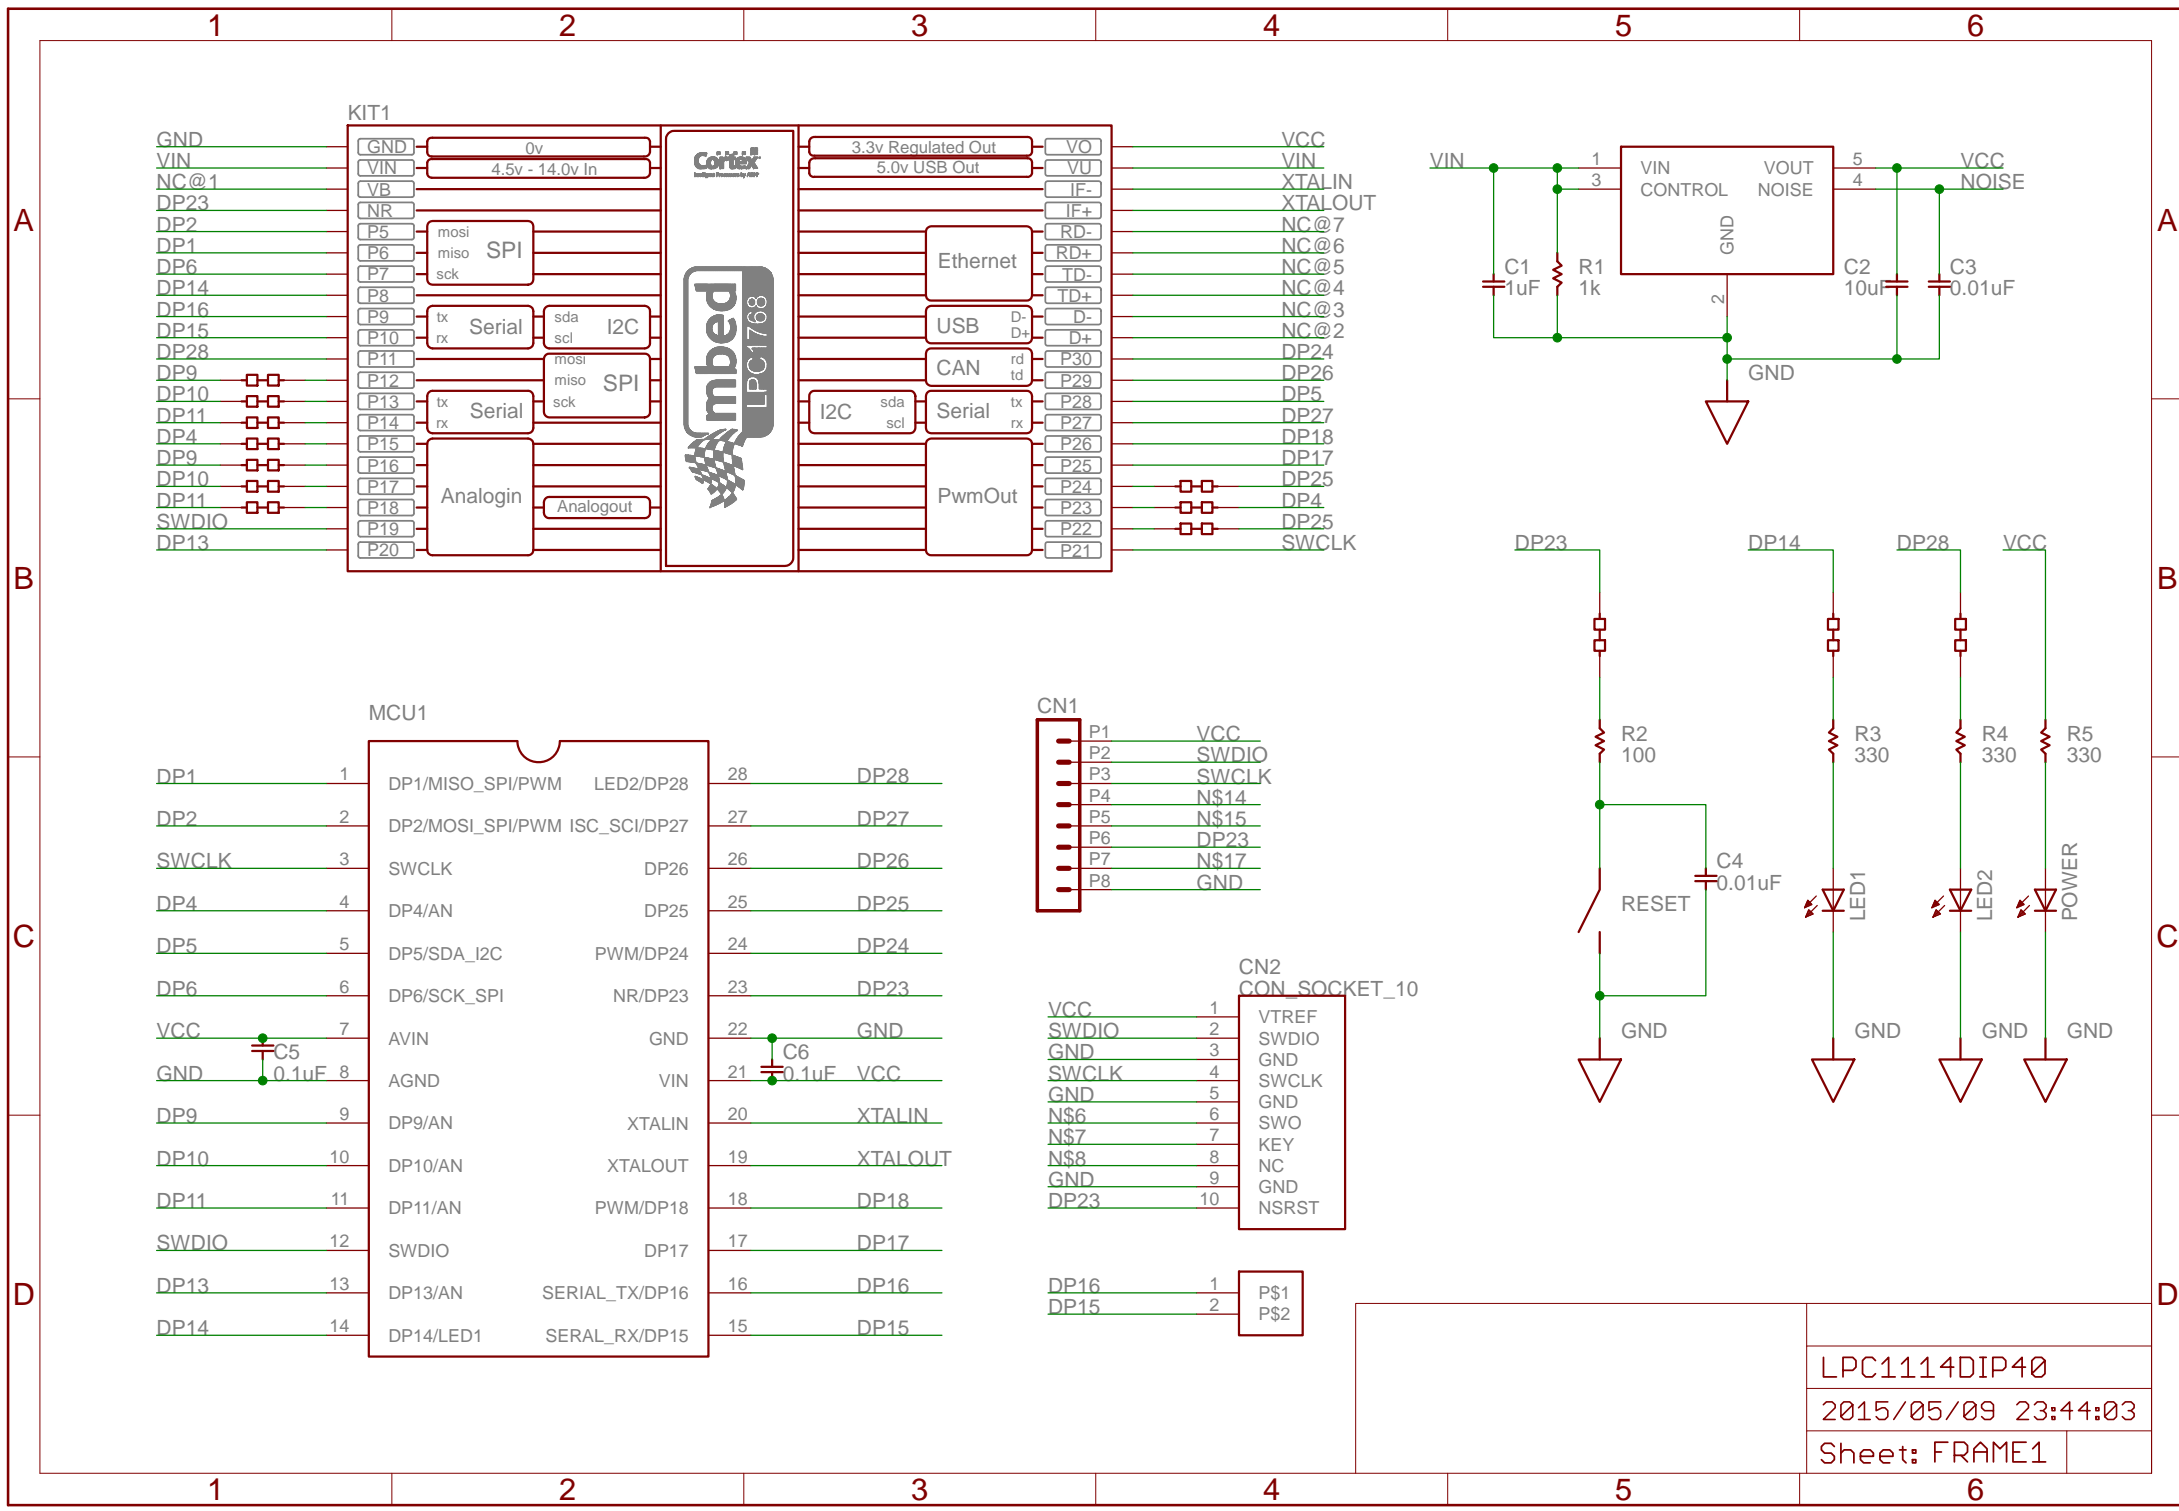 1 2 3 4 5 6
A
B
C
D
A
B
C
D
1 2 3 4 5 6
KIT1
GND
VIN
NC@1
DP23
DP2
DP1
DP6
DP14
DP16
DP15
DP28
DP9
DP10
DP11
DP4
DP9
DP10
DP11
SWDIO
DP13
GND
VIN
VB
NR
P5
P6
P7
P8
P9
P10
P11
P12
P13
P14
P15
P16
P17
P18
P19
P20
0v
4.5v - 14.0v In
mosi
miso SPI
sck
tx
Serial
rx
sda
I2C
scl
mosi
miso SPI
sck
tx
Serial
rx
Analogin
Analogout
Cortex
mbed
LPC1768
3.3v Regulated Out
5.0v USB Out
Ethernet
USB D-
D+
CAN rd
td
I2C sda
scl
Serial tx
rx
PwmOut
VO
VU
IF-
IF+
RD-
RD+
TD-
TD+
D-
D+
P30
P29
P28
P27
P26
P25
P24
P23
P22
P21
VCC
VIN
XTALIN
XTALOUT
NC@7
NC@6
NC@5
NC@4
NC@3
NC@2
DP24
DP26
DP5
DP27
DP18
DP17
DP25
DP4
DP25
SWCLK
VIN
1 VIN VOUT 5 VCC
3 CONTROL NOISE 4 NOISE
GND
2
C1
1uF
R1
1k
C2
10uF
C3
0.01uF
GND
DP23 DP14 DP28 VCC
R2
100
R3
330
R4
330
R5
330
C4
0.01uF
RESET
LED1
LED2
POWER
GND GND GND GND
MCU1
DP1 1 DP1/MISO_SPI/PWM LED2/DP28 28 DP28
DP2 2 DP2/MOSI_SPI/PWM ISC_SCI/DP27 27 DP27
SWCLK 3 SWCLK DP26 26 DP26
DP4 4 DP4/AN DP25 25 DP25
DP5 5 DP5/SDA_I2C PWM/DP24 24 DP24
DP6 6 DP6/SCK_SPI NR/DP23 23 DP23
VCC 7 AVIN GND 22 GND
C5
0.1uF
C6
0.1uF
GND 8 AGND VIN 21 VCC
DP9 9 DP9/AN XTALIN 20 XTALIN
DP10 10 DP10/AN XTALOUT 19 XTALOUT
DP11 11 DP11/AN PWM/DP18 18 DP18
SWDIO 12 SWDIO DP17 17 DP17
DP13 13 DP13/AN SERIAL_TX/DP16 16 DP16
DP14 14 DP14/LED1 SERAL_RX/DP15 15 DP15
CN1
P1 VCC
P2 SWDIO
P3 SWCLK
P4 N$14
P5 N$15
P6 DP23
P7 N$17
P8 GND
CN2
CON_SOCKET_10
VCC 1 VTREF
SWDIO 2 SWDIO
GND 3 GND
SWCLK 4 SWCLK
GND 5 GND
N$6 6 SWO
N$7 7 KEY
N$8 8 NC
GND 9 GND
DP23 10 NSRST
DP16 1 P$1
DP15 2 P$2
LPC1114DIP40
2015/05/09 23:44:03
Sheet: FRAME1